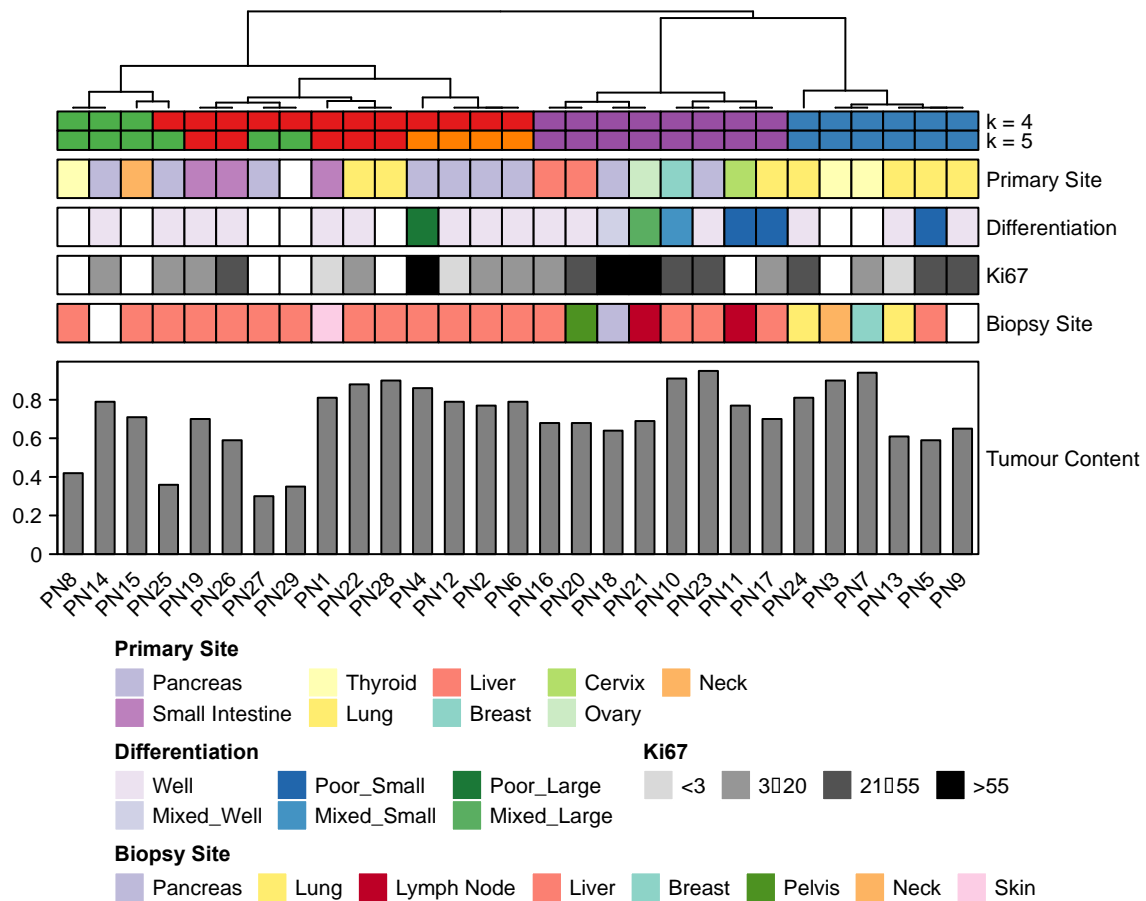 k = 4
k = 5
Primary Site
Differentiation
Ki67
Biopsy Site
0.8
0.6
0.4
0.2
0
Tumour Content
PN8 PN14 PN15 PN25 PN19 PN26 PN27 PN29 PN1 PN22 PN28 PN4 PN12 PN2 PN6 PN16 PN20 PN18 PN21 PN10 PN23 PN11 PN17 PN24 PN3 PN7 PN13 PN5 PN9
Primary Site
Pancreas Thyroid Liver Cervix Neck
Small Intestine Lung Breast Ovary
Differentiation Ki67
Well Poor_Small Poor_Large <3 3▯20 21▯55 >55
Mixed_Well Mixed_Small Mixed_Large
Biopsy Site
Pancreas Lung Lymph Node Liver Breast Pelvis Neck Skin